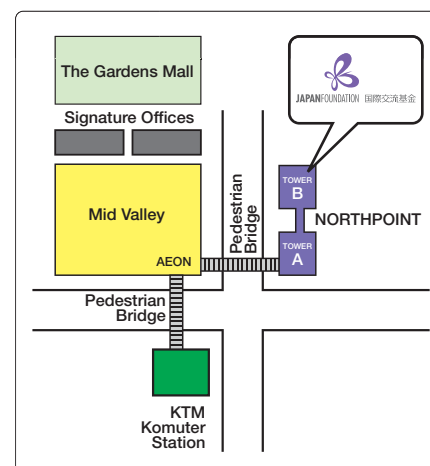 The Gardens Mall
Signature Offices
JAPANFOUNDATION 国際交流基金
Mid Valley
AEON
Pedestrian
Bridge
TOWER
B
NORTHPOINT
TOWER
A
Pedestrian
Bridge
KTM
Komuter
Station